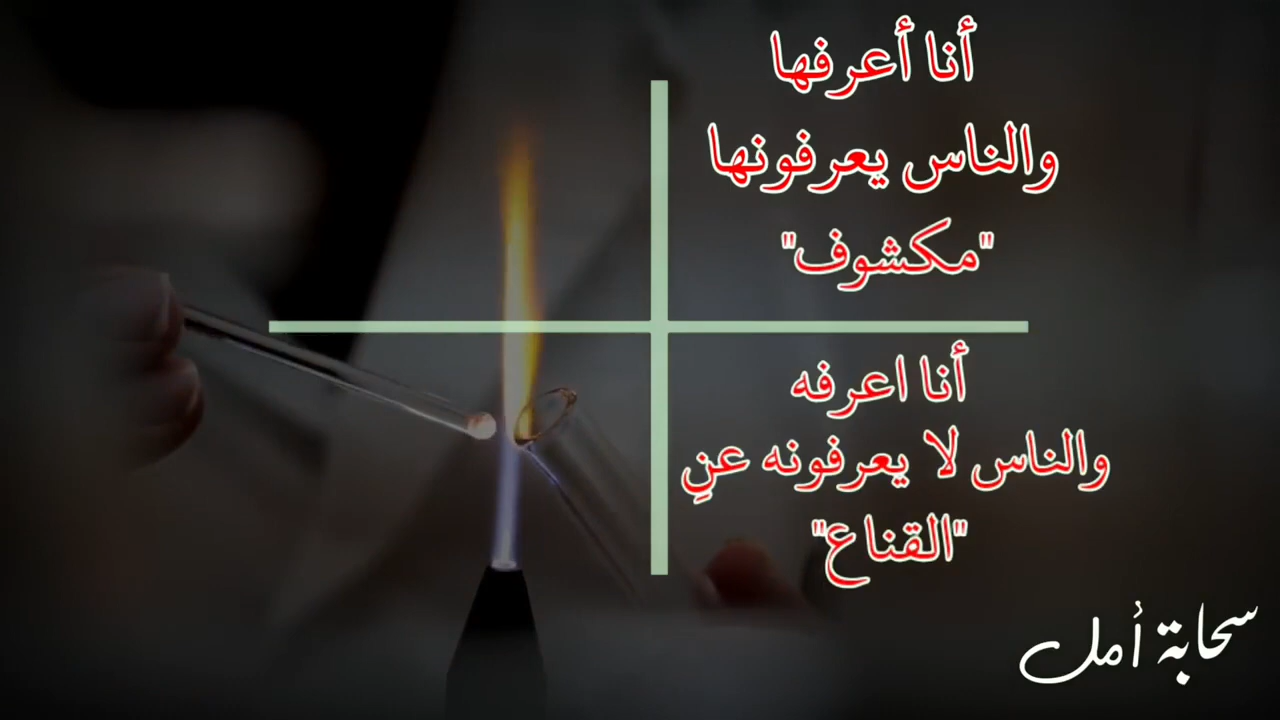 أنا أعرفها
والناس يعرفونها
"مكشوف"
أنا اعرفه
والناس لا يعرفونه عنِ
"القناع"
سحابة أمل